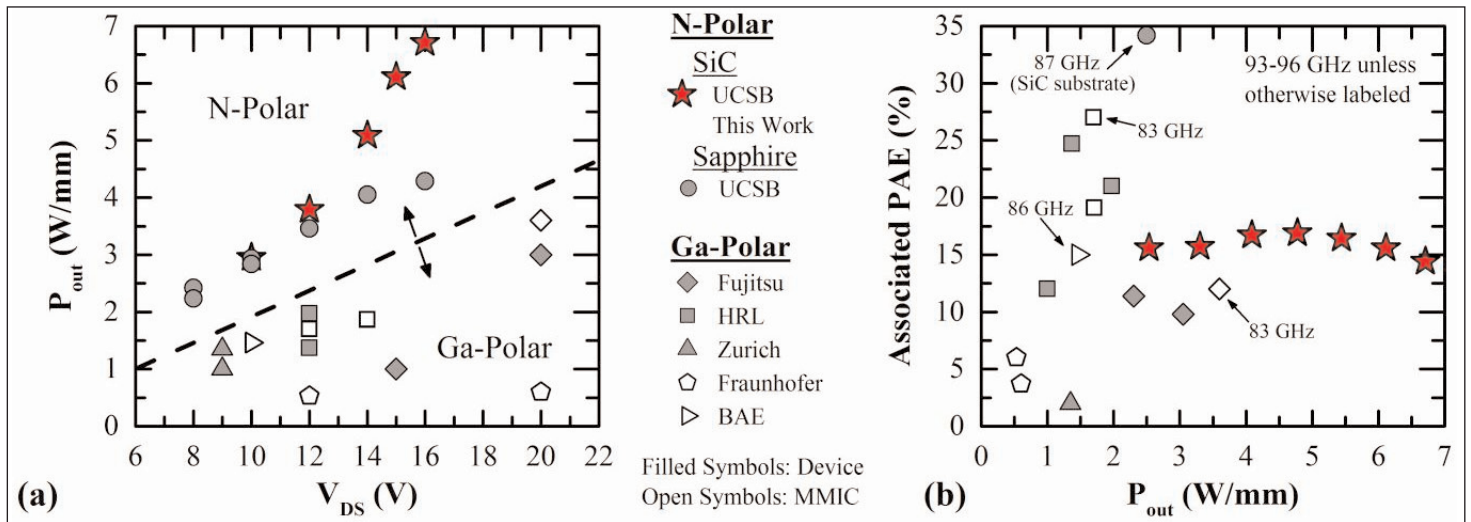 7
6
5
4
3
2
1
0
P_out (W/mm)
N-Polar
Ga-Polar
6 8 10 12 14 16 18 20 22
(a)
V_DS (V)
N-Polar
SiC
UCSB
This Work
Sapphire
UCSB
Ga-Polar
Fujitsu
HRL
Zurich
Fraunhofer
BAE
Filled Symbols: Device
Open Symbols: MMIC
35
30
25
20
15
10
5
0
Associated PAE (%)
87 GHz
(SiC substrate)
93-96 GHz unless
otherwise labeled
83 GHz
86 GHz
83 GHz
0 1 2 3 4 5 6 7
(b)
P_out (W/mm)